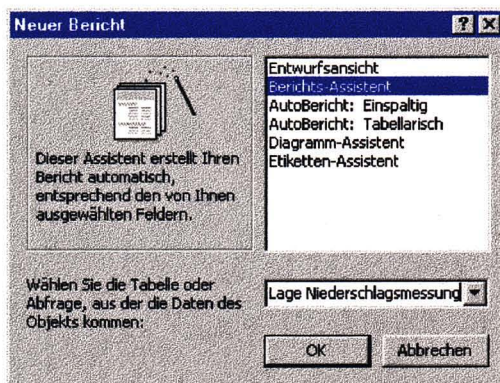 Neuer Bericht
Dieser Assistent erstellt Ihren
Bericht automatisch,
entsprechend den von Ihnen
ausgewählten Feldern.
Entwurfsansicht
Berichts-Assistent
AutoBericht: Einspaltig
AutoBericht: Tabellarisch
Diagramm-Assistent
Etiketten-Assistent
Wählen Sie die Tabelle oder
Abfrage, aus der die Daten des
Objekts kommen:
Lage Niederschlagsmessung
OK
Abbrechen